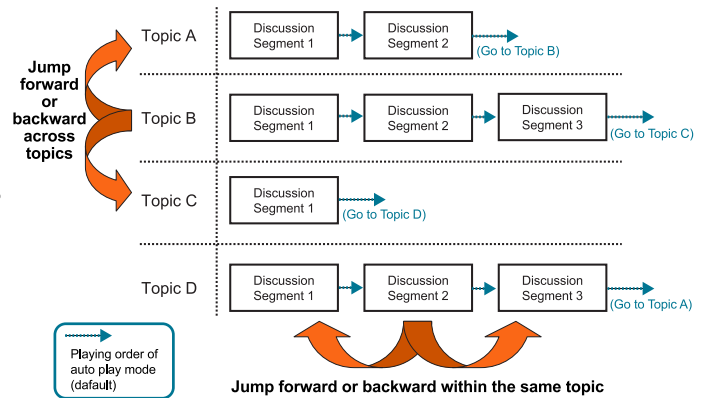 Topic A
Discussion
Segment 1
Discussion
Segment 2
(Go to Topic B)
Jump
forward
or
backward
across
topics
Topic B
Discussion
Segment 1
Discussion
Segment 2
Discussion
Segment 3
(Go to Topic C)
Topic C
Discussion
Segment 1
(Go to Topic D)
Topic D
Discussion
Segment 1
Discussion
Segment 2
Discussion
Segment 3
(Go to Topic A)
Playing order of
auto play mode
(dafault)
Jump forward or backward within the same topic